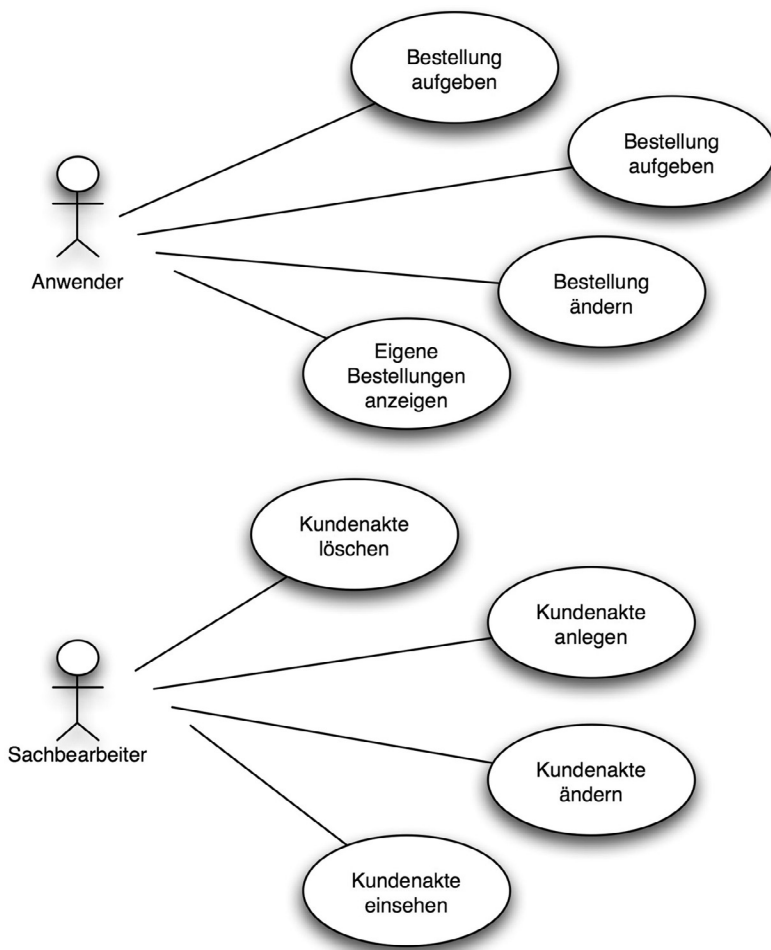 Bestellung
aufgeben
Bestellung
aufgeben
Anwender
Bestellung
ändern
Eigene
Bestellungen
anzeigen
Kundenakte
löschen
Kundenakte
anlegen
Sachbearbeiter
Kundenakte
ändern
Kundenakte
einsehen